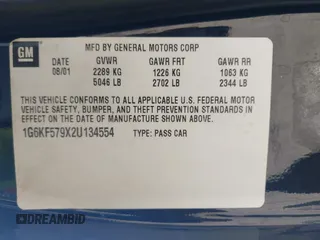 GM
MFD BY GENERAL MOTORS CORP
DATE GVWR GAWR FRT GAWR RR
08/01 2289 KG 1226 KG 1063 KG
5046 LB 2702 LB 2344 LB
THIS VEHICLE CONFORMS TO ALL APPLICABLE U.S. FEDERAL MOTOR
VEHICLE SAFETY, BUMPER, AND THEFT PREVENTION STANDARDS IN
EFFECT ON THE DATE OF MANUFACTURE SHOWN ABOVE.
1G6KF579X2U134554 TYPE: PASS CAR
DREAMBID